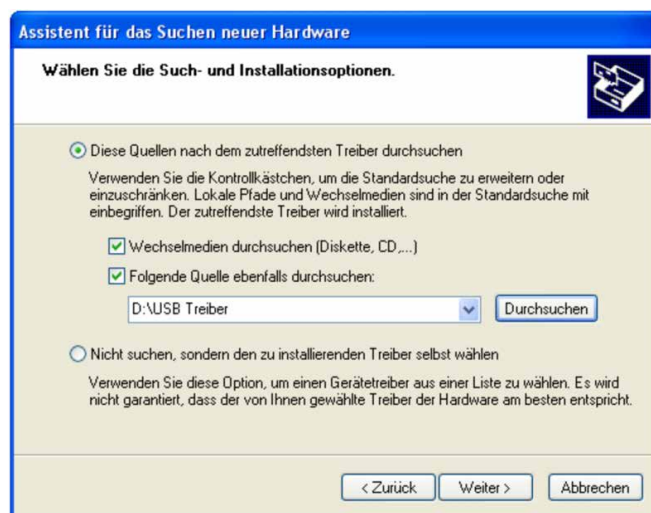 Assistent für das Suchen neuer Hardware
Wählen Sie die Such- und Installationsoptionen.
Diese Quellen nach dem zutreffendsten Treiber durchsuchen
Verwenden Sie die Kontrollkästchen, um die Standardsuche zu erweitern oder
einzuschränken. Lokale Pfade und Wechselmedien sind in der Standardsuche mit
einbegriffen. Der zutreffendste Treiber wird installiert.
Wechselmedien durchsuchen (Diskette, CD,...)
Folgende Quelle ebenfalls durchsuchen:
D:\USB Treiber Durchsuchen
Nicht suchen, sondern den zu installierenden Treiber selbst wählen
Verwenden Sie diese Option, um einen Gerätetreiber aus einer Liste zu wählen. Es wird
nicht garantiert, dass der von Ihnen gewählte Treiber der Hardware am besten entspricht.
< Zurück Weiter > Abbrechen